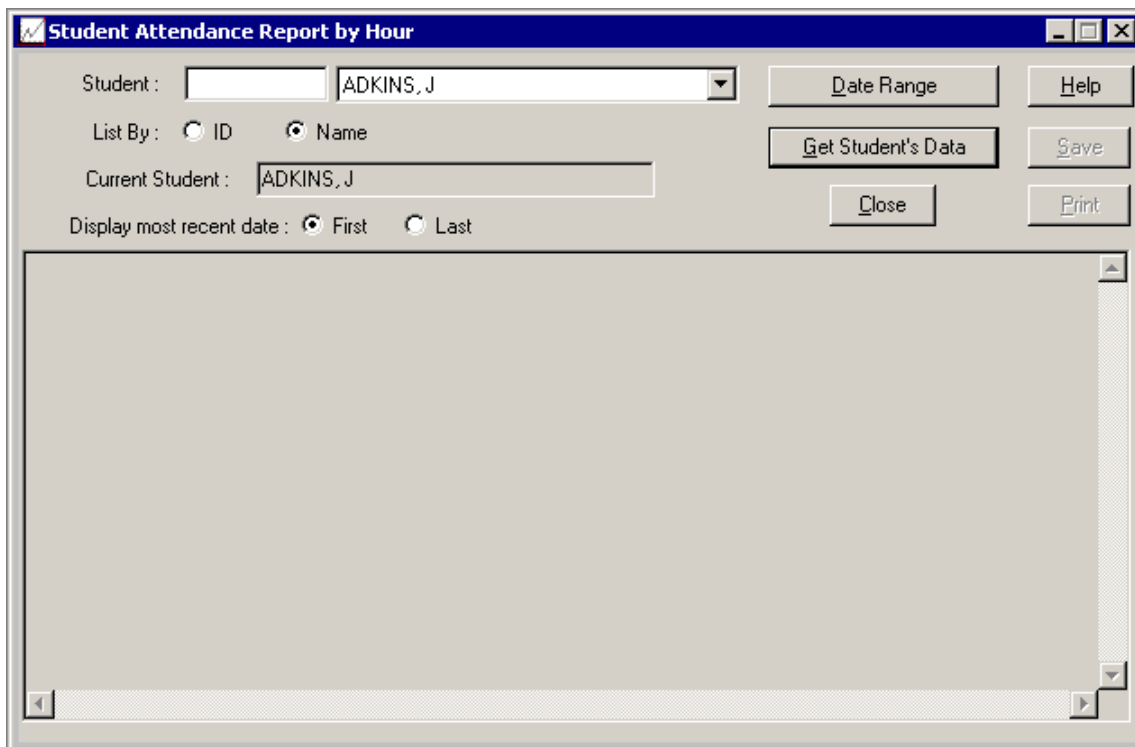 Student Attendance Report by Hour
Student : ADKINS, J Date Range Help
List By : ID Name Get Student's Data Save
Current Student : ADKINS, J Close Print
Display most recent date : First Last